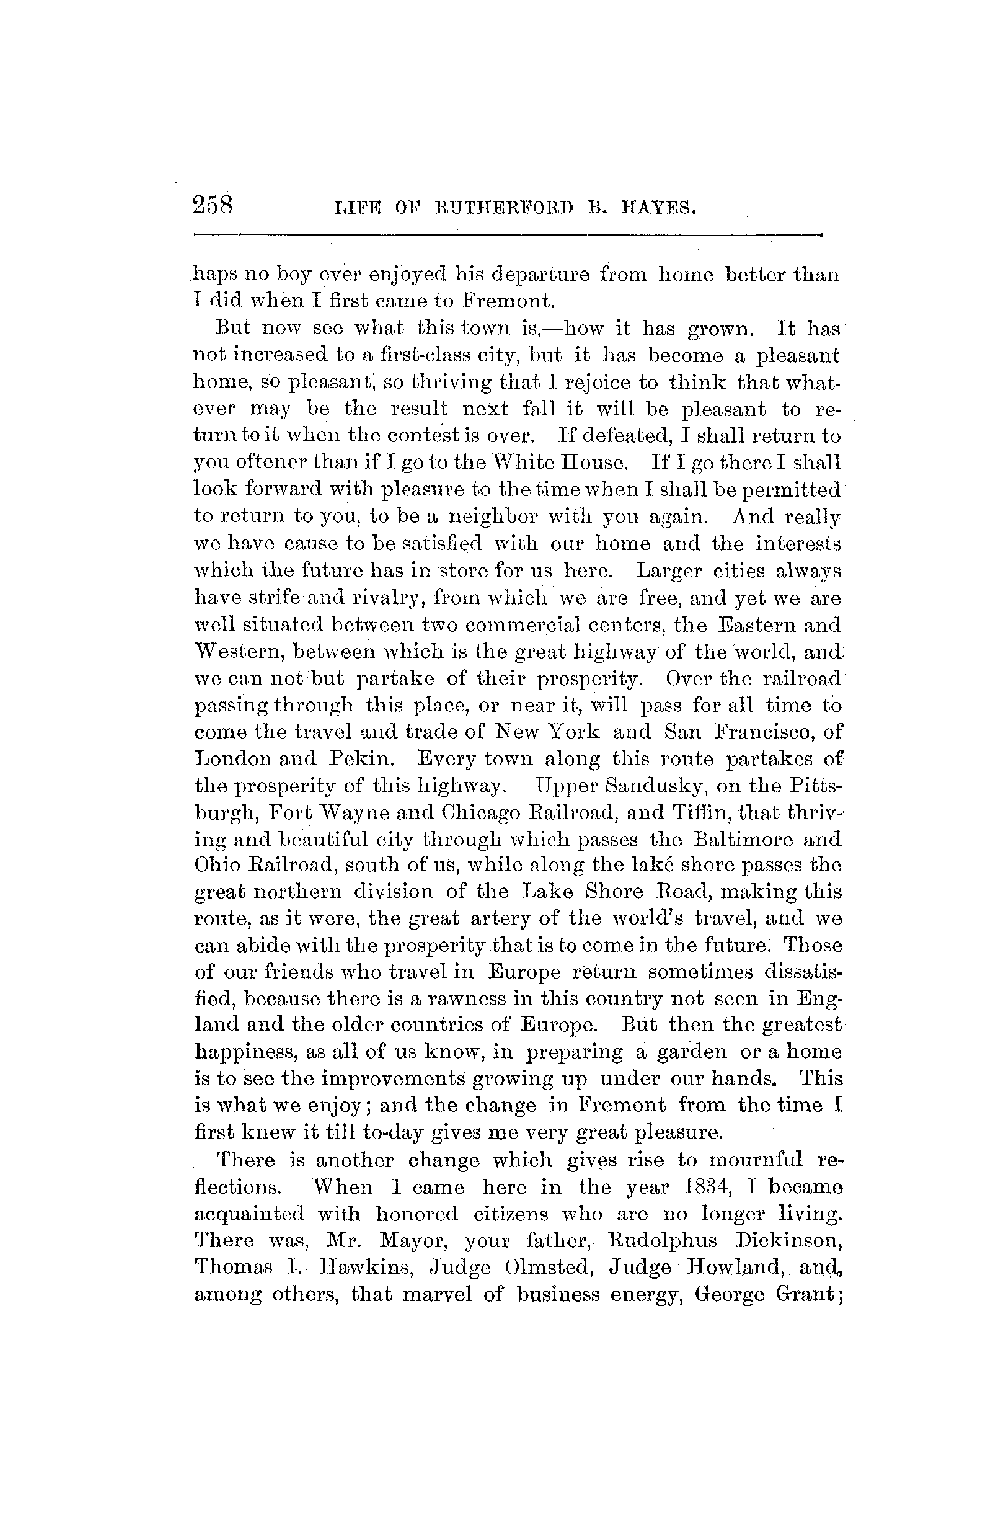 258 LIFE OF RUTHERFORD B. HAYES.
haps no boy ever enjoyed his departure from home better than
I did when I first came to Fremont.
But now see what this town is,—how it has grown. It has
not increased to a first-class city, but it has become a pleasant
home, so pleasant, so thriving that I rejoice to think that what-
ever may be the result next fall it will be pleasant to re-
turn to it when the contest is over. If defeated, I shall return to
you oftener than if I go to the White House. If I go there I shall
look forward with pleasure to the time when I shall be permitted
to return to you, to be a neighbor with you again. And really
we have cause to be satisfied with our home and the interests
which the future has in store for us here. Larger cities always
have strife and rivalry, from which we are free, and yet we are
well situated between two commercial centers, the Eastern and
Western, between which is the great highway of the world, and
we can not but partake of their prosperity. Over the railroad
passing through this place, or near it, will pass for all time to
come the travel and trade of New York and San Francisco, of
London and Pekin. Every town along this route partakes of
the prosperity of this highway. Upper Sandusky, on the Pitts-
burgh, Fort Wayne and Chicago Railroad, and Tiffin, that thriv-
ing and beautiful city through which passes the Baltimore and
Ohio Railroad, south of us, while along the lake shore passes the
great northern division of the Lake Shore Road, making this
route, as it were, the great artery of the world's travel, and we
can abide with the prosperity that is to come in the future. Those
of our friends who travel in Europe return sometimes dissatis-
fied, because there is a rawness in this country not seen in Eng-
land and the older countries of Europe. But then the greatest
happiness, as all of us know, in preparing a garden or a home
is to see the improvements growing up under our hands. This
is what we enjoy; and the change in Fremont from the time I
first knew it till to-day gives me very great pleasure.
There is another change which gives rise to mournful re-
flections. When I came here in the year 1834, I became
acquainted with honored citizens who are no longer living.
There was, Mr. Mayor, your father, Rudolphus Dickinson,
Thomas L. Hawkins, Judge Olmsted, Judge Howland, and,
among others, that marvel of business energy, George Grant;